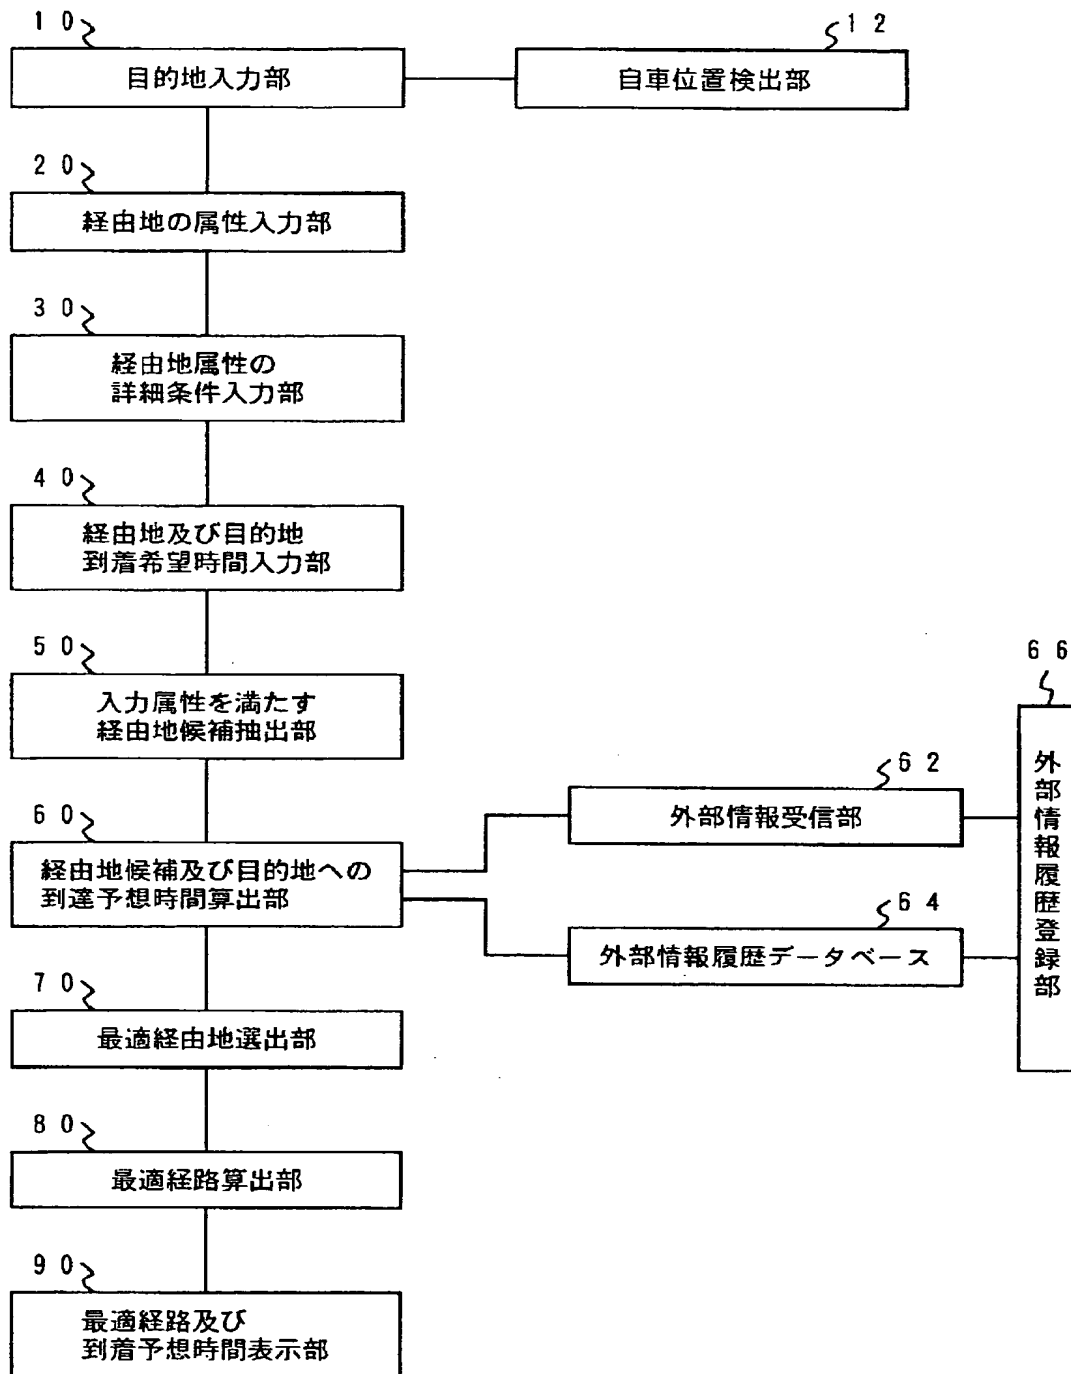 10
12
目的地入力部
自車位置検出部
20
経由地の属性入力部
30
経由地属性の
詳細条件入力部
40
経由地及び目的地
到着希望時間入力部
50
入力属性を満たす
経由地候補抽出部
66
外部情報履歴登録部
60
62
経由地候補及び目的地への
到達予想時間算出部
外部情報受信部
64
外部情報履歴データベース
70
最適経由地選出部
80
最適経路算出部
90
最適経路及び
到着予想時間表示部